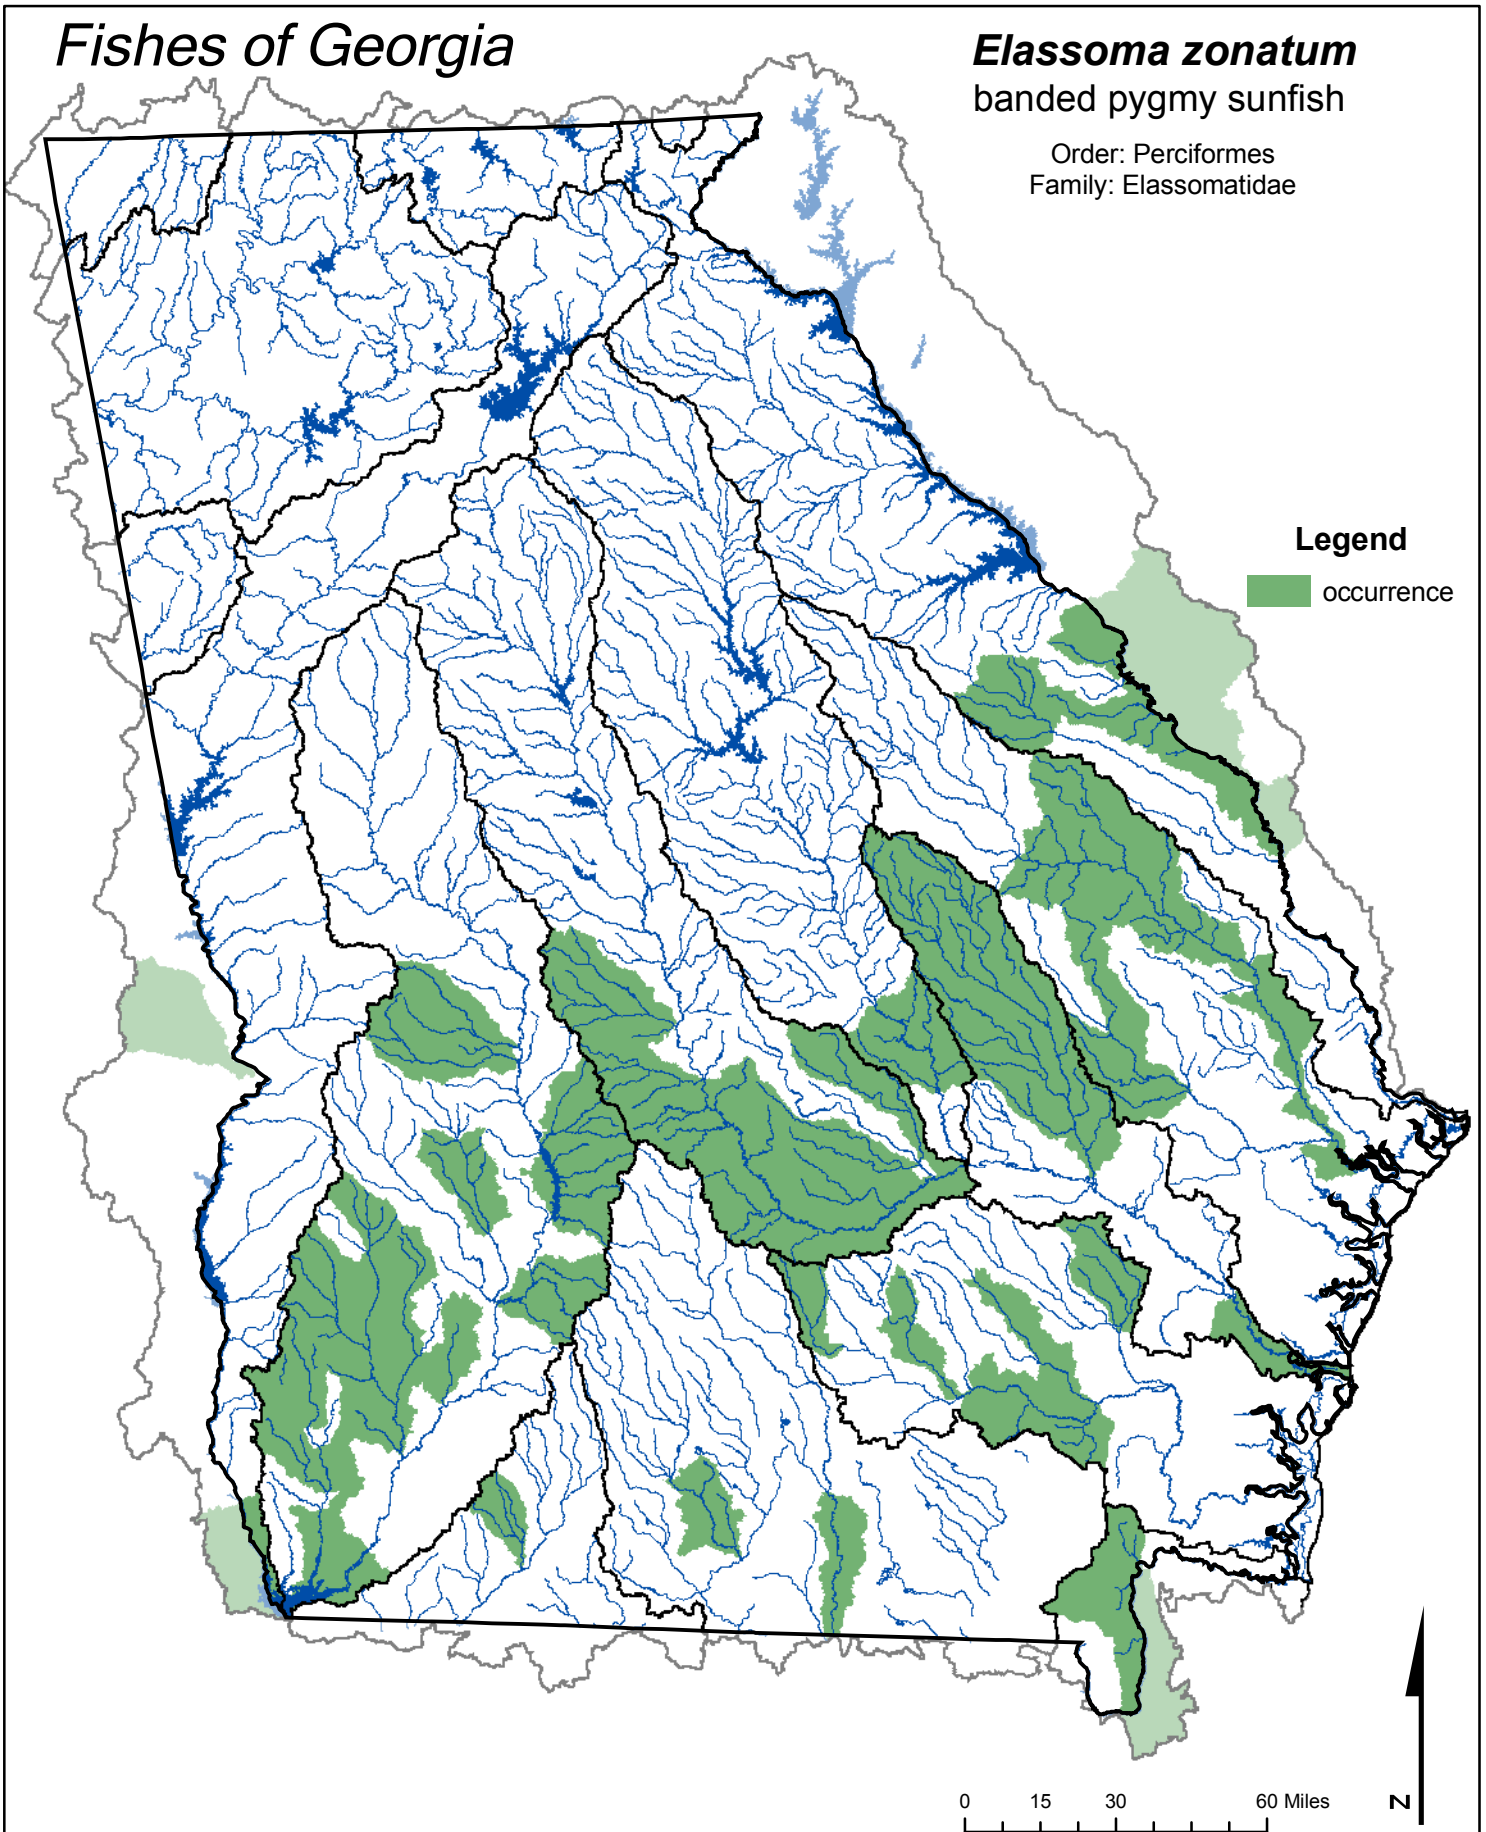 Fishes of Georgia
Elassoma zonatum
banded pygmy sunfish
Order: Perciformes
Family: Elassomatidae
Legend
occurrence
0 15 30 60 Miles
N